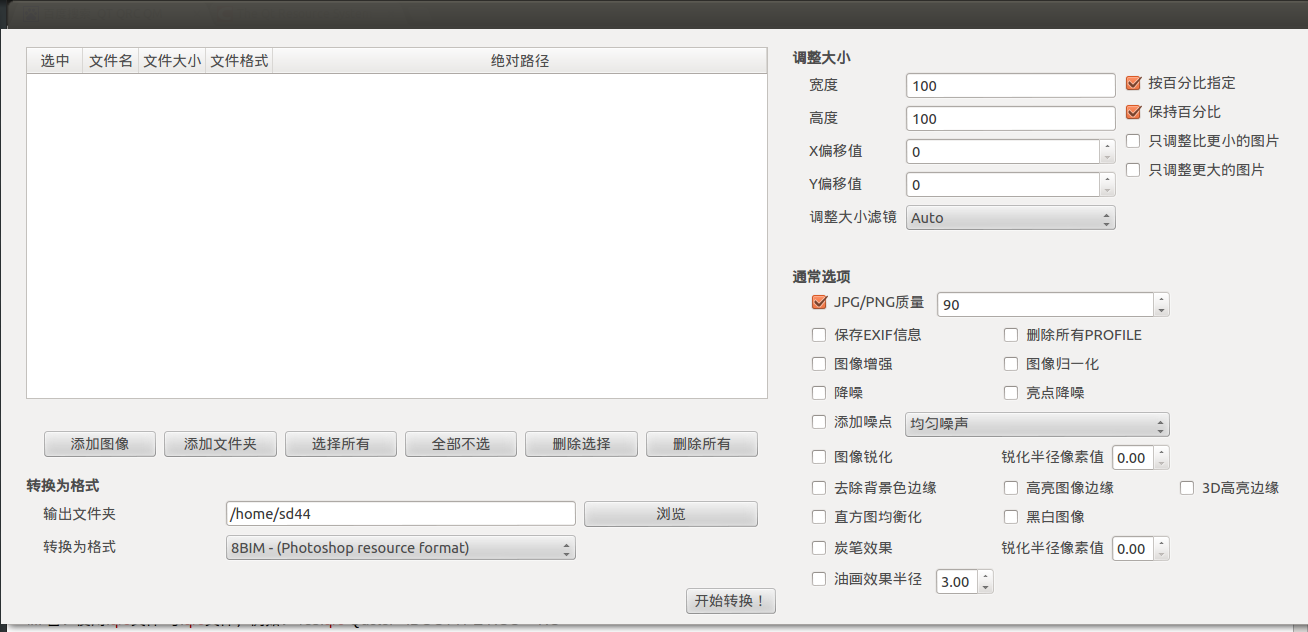 选中 文件名 文件大小 文件格式 绝对路径
添加图像 添加文件夹 选择所有 全部不选 删除选择 删除所有
转换为格式
输出文件夹 /home/sd44 浏览
转换为格式 8BIM - (Photoshop resource format)
开始转换！
调整大小
宽度 100 按百分比指定
高度 100 保持百分比
X偏移值 0 只调整比更小的图片
Y偏移值 0 只调整更大的图片
调整大小滤镜 Auto
通常选项
JPG/PNG质量 90
保存EXIF信息 删除所有PROFILE
图像增强 图像归一化
降噪 亮点降噪
添加噪点 均匀噪声
图像锐化 锐化半径像素值 0.00
去除背景色边缘 高亮图像边缘 3D高亮边缘
直方图均衡化 黑白图像
炭笔效果 锐化半径像素值 0.00
油画效果半径 3.00